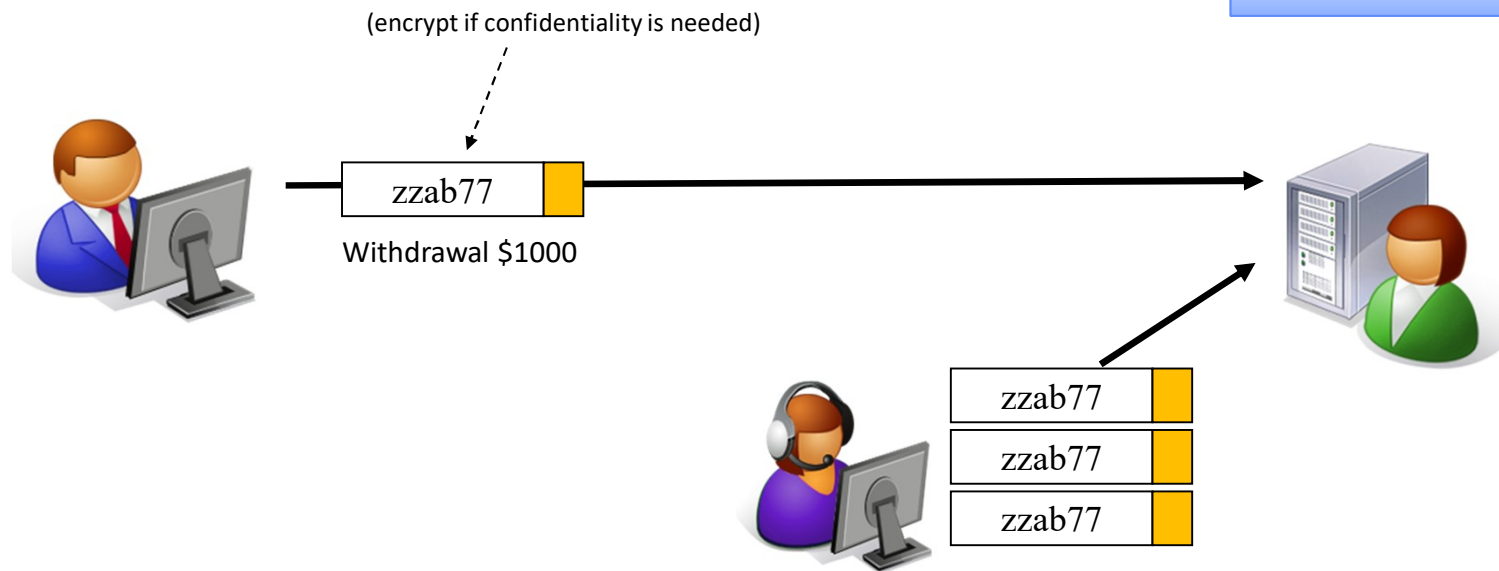 (encrypt if confidentiality is needed)
zzab77
Withdrawal $1000
zzab77
zzab77
zzab77